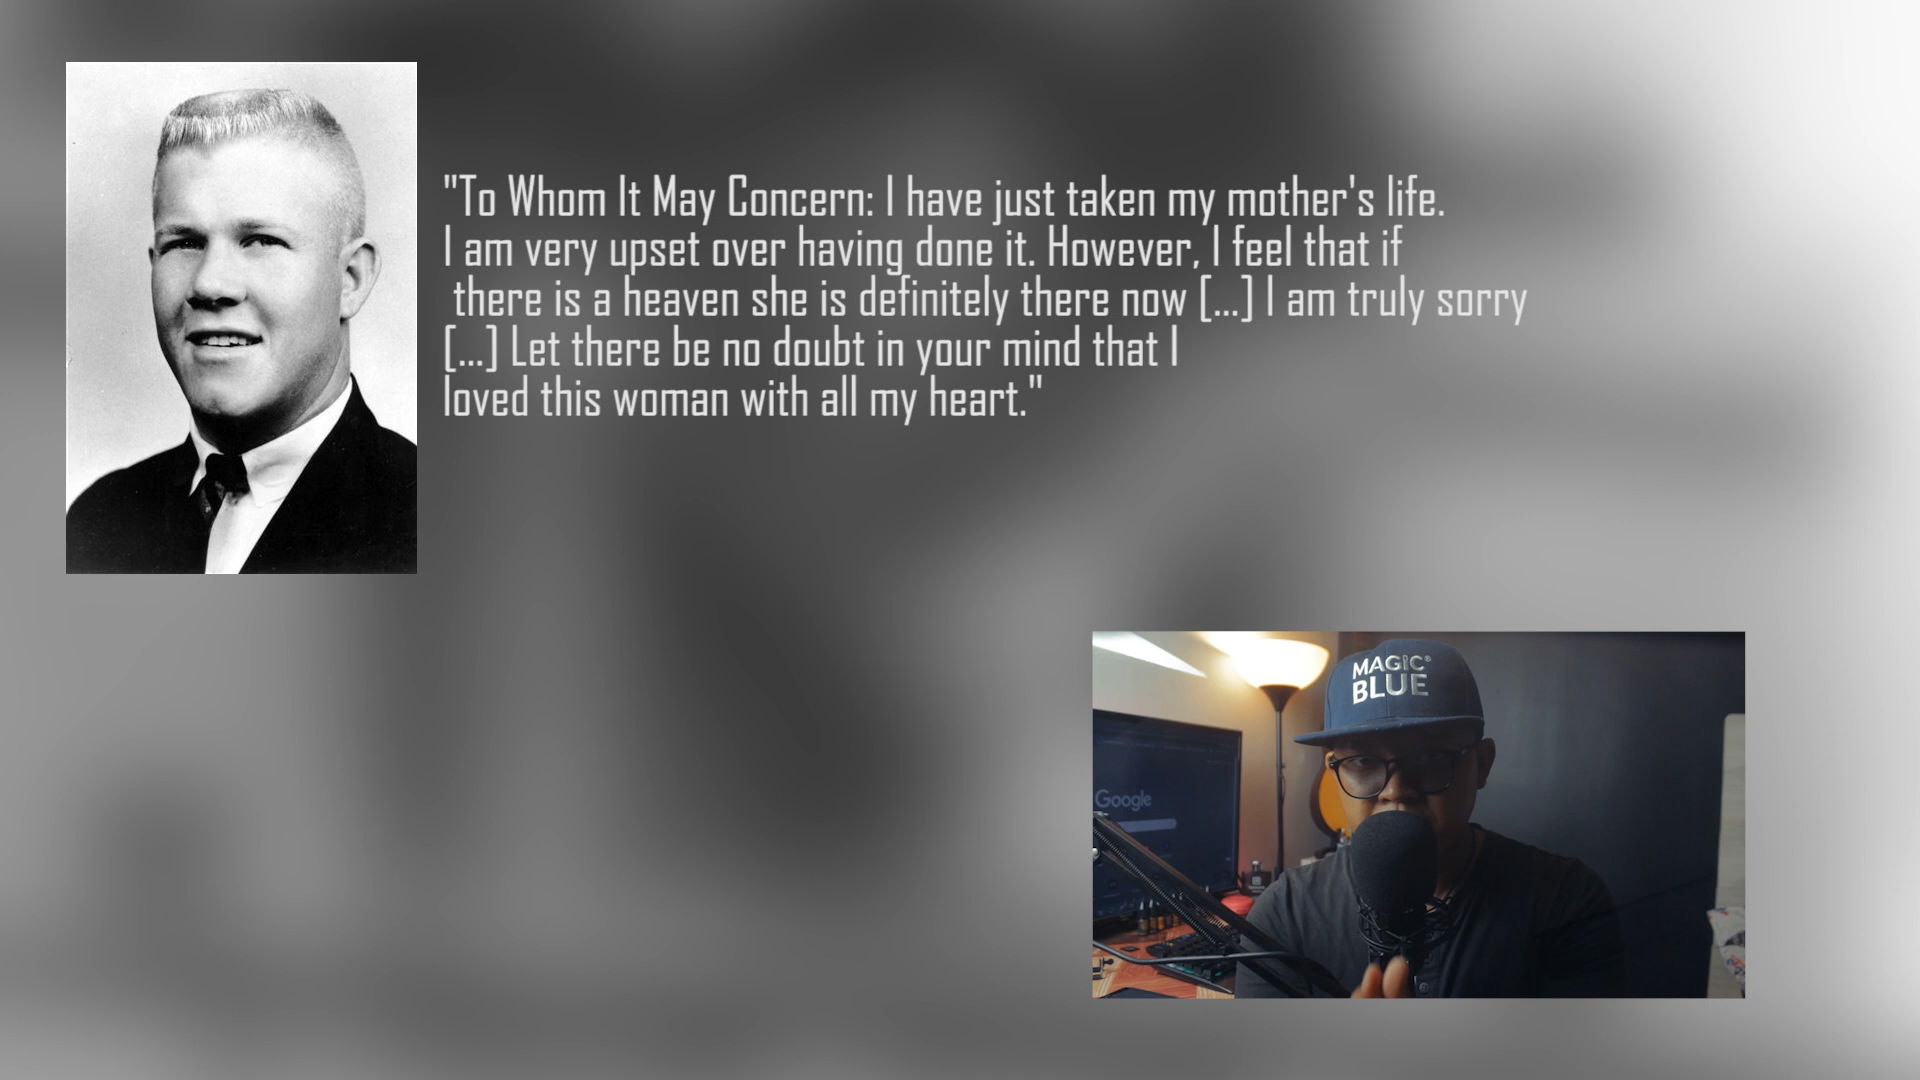 "To Whom It May Concern: I have just taken my mother's life.
I am very upset over having done it. However, I feel that if
there is a heaven she is definitely there now [...] I am truly sorry
[...] Let there be no doubt in your mind that I
loved this woman with all my heart."
MAGIC®
BLUE
Google